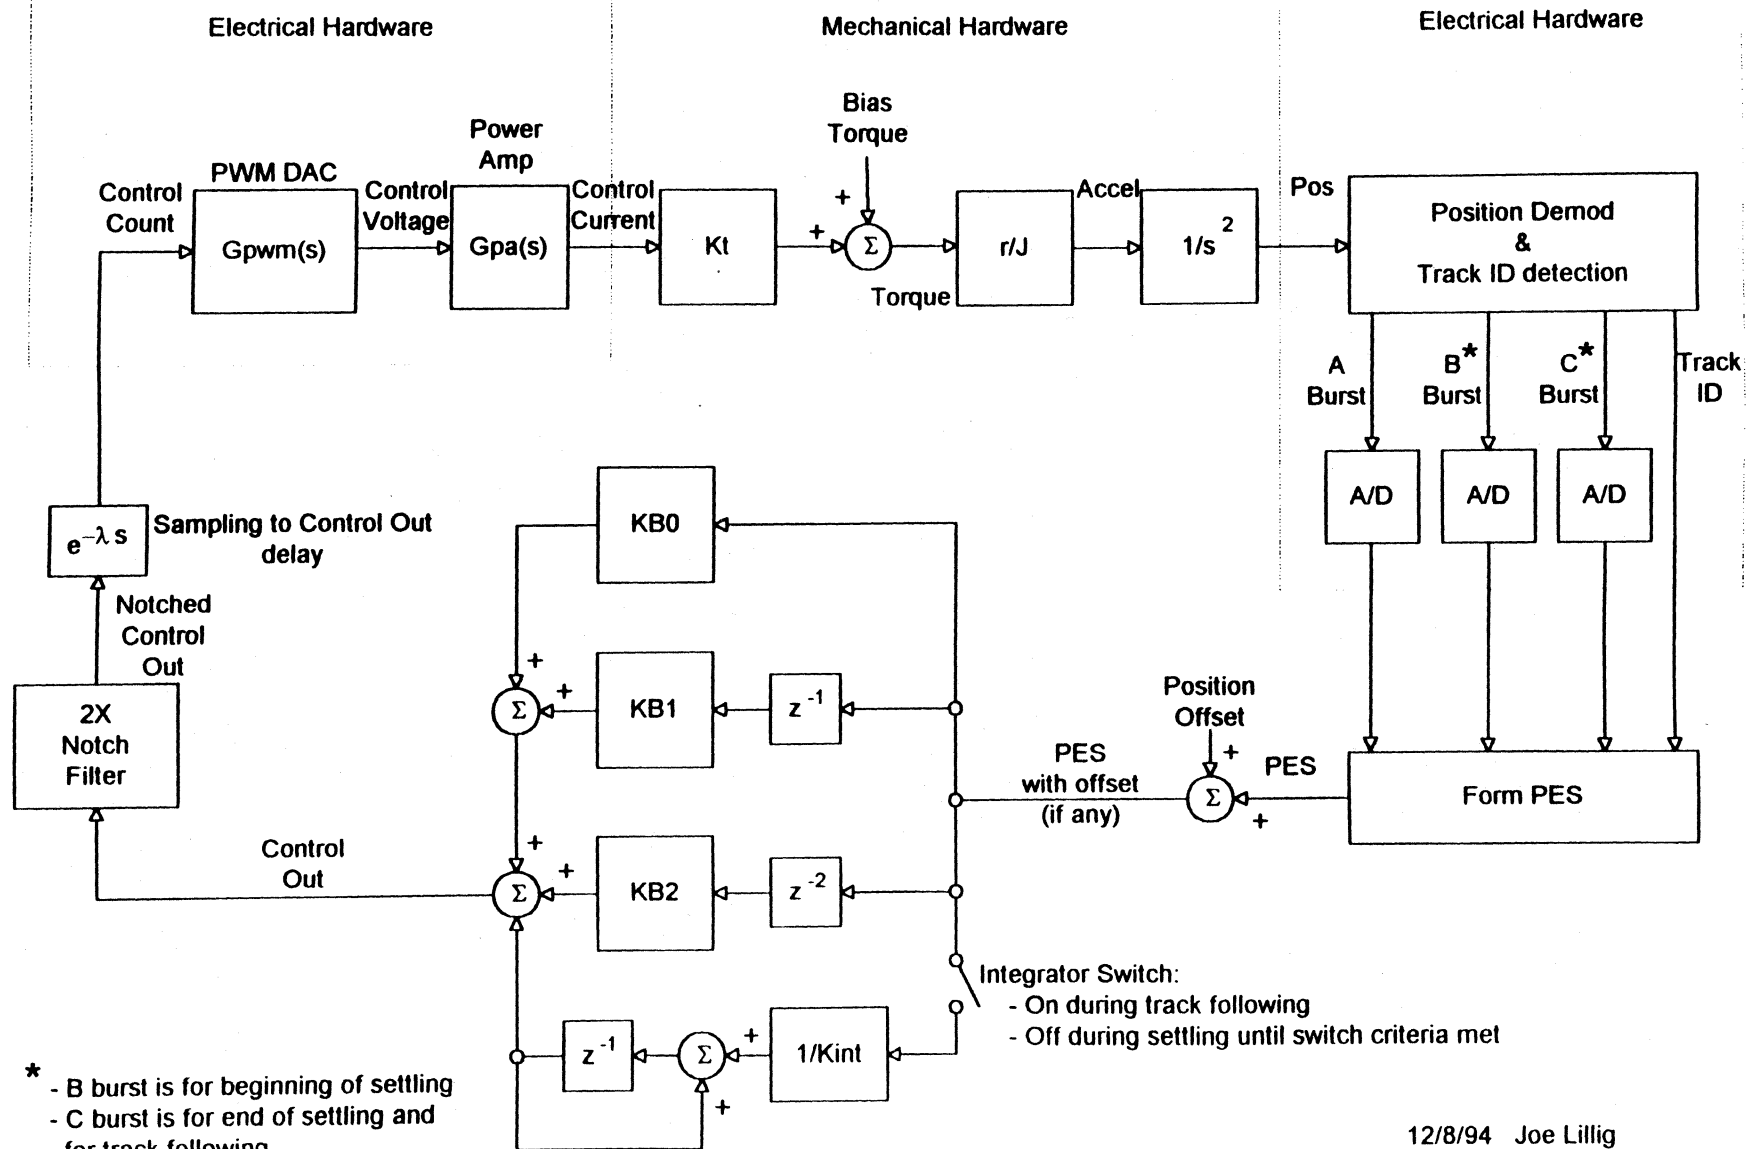 Electrical Hardware
Mechanical Hardware
Electrical Hardware
Bias
Torque
Power
Amp
PWM DAC
Control
Count
Control
Voltage
Control
Current
Accel
Pos
+
+
Gpwm(s)
Gpa(s)
Kt
Σ
r/J
1/s²
Torque
Position Demod
&
Track ID detection
A
Burst
B*
Burst
C*
Burst
Track
ID
A/D
A/D
A/D
KB0
e^−λ s
Sampling to Control Out
delay
Notched
Control
Out
+
+
Σ
KB1
z⁻¹
2X
Notch
Filter
Position
Offset
+
PES
with offset
(if any)
Σ
PES
+
Form PES
Control
Out
+
+
Σ
KB2
z⁻²
Integrator Switch:
- On during track following
- Off during settling until switch criteria met
z⁻¹
Σ
+
1/Kint
+
*
- B burst is for beginning of settling
- C burst is for end of settling and
for track following
12/8/94 Joe Lillig